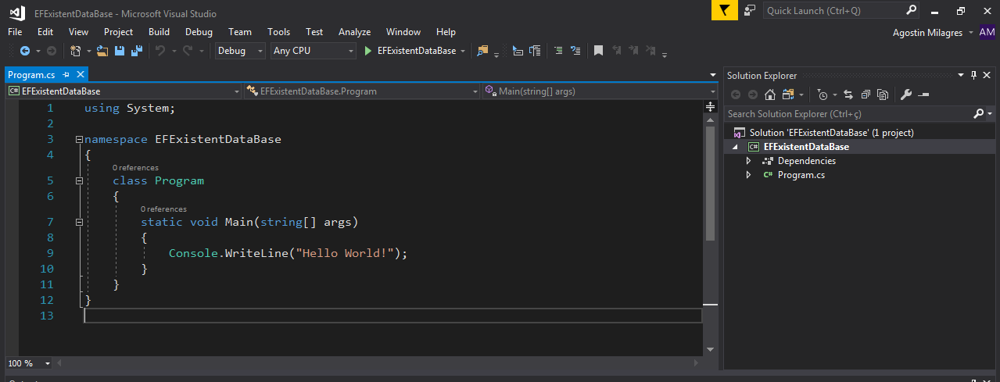 EFExistentDataBase - Microsoft Visual Studio
Quick Launch (Ctrl+Q)
File Edit View Project Build Debug Team Tools Test Analyze Window Help
Agostin Milagres AM
Debug Any CPU EFExistentDataBase
Program.cs
Solution Explorer
C# EFExistentDataBase EFExistentDataBase.Program Main(string[] args)
Search Solution Explorer (Ctrl+ç)
Solution 'EFExistentDataBase' (1 project)
C# EFExistentDataBase
Dependencies
C# Program.cs
1 using System;
2
3 namespace EFExistentDataBase
4 {
0 references
5 class Program
6 {
0 references
7 static void Main(string[] args)
8 {
9 Console.WriteLine("Hello World!");
10 }
11 }
12 }
13
100 %